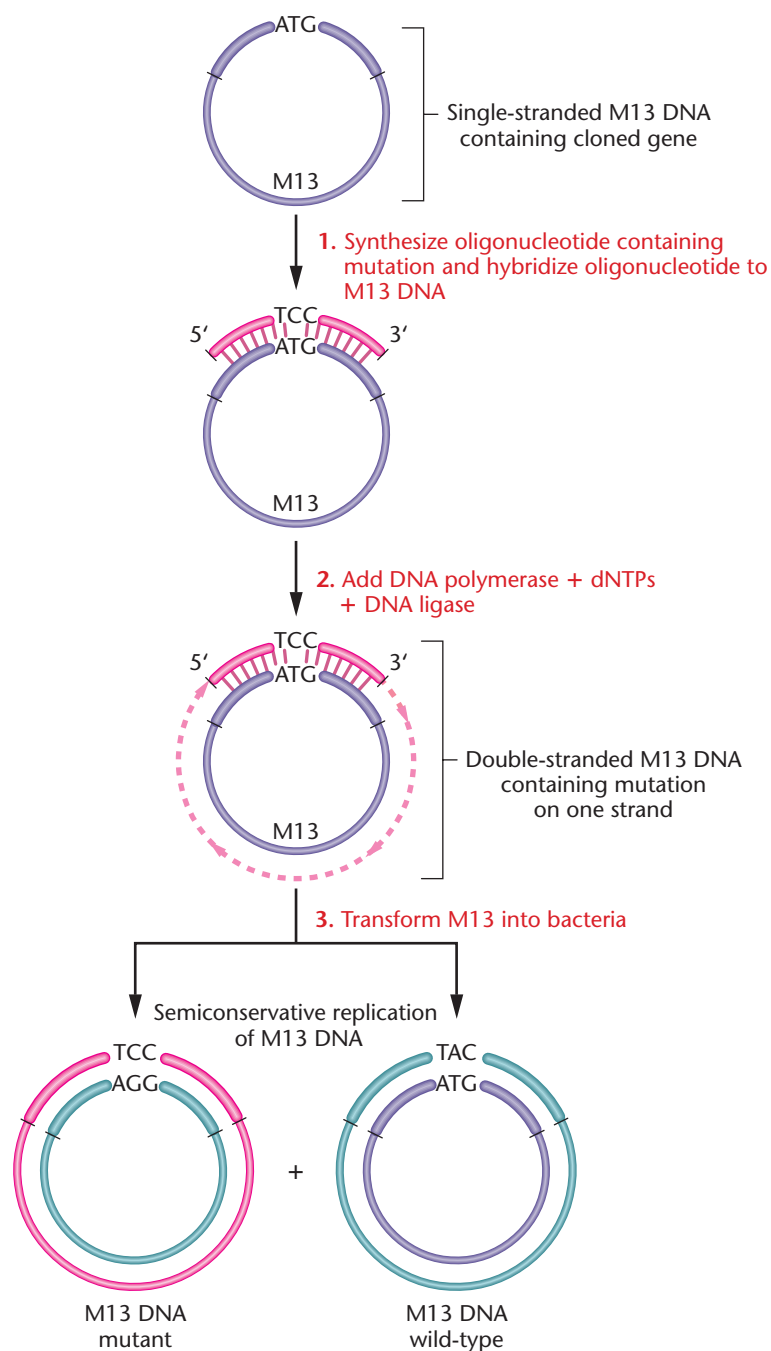 ATG
Single-stranded M13 DNA
containing cloned gene
M13
1. Synthesize oligonucleotide containing
mutation and hybridize oligonucleotide to
M13 DNA
TCC
5′
3′
ATG
M13
2. Add DNA polymerase + dNTPs
+ DNA ligase
TCC
5′
3′
ATG
Double-stranded M13 DNA
containing mutation
on one strand
M13
3. Transform M13 into bacteria
Semiconservative replication
of M13 DNA
TCC
AGG
TAC
ATG
+
M13 DNA
mutant
M13 DNA
wild-type